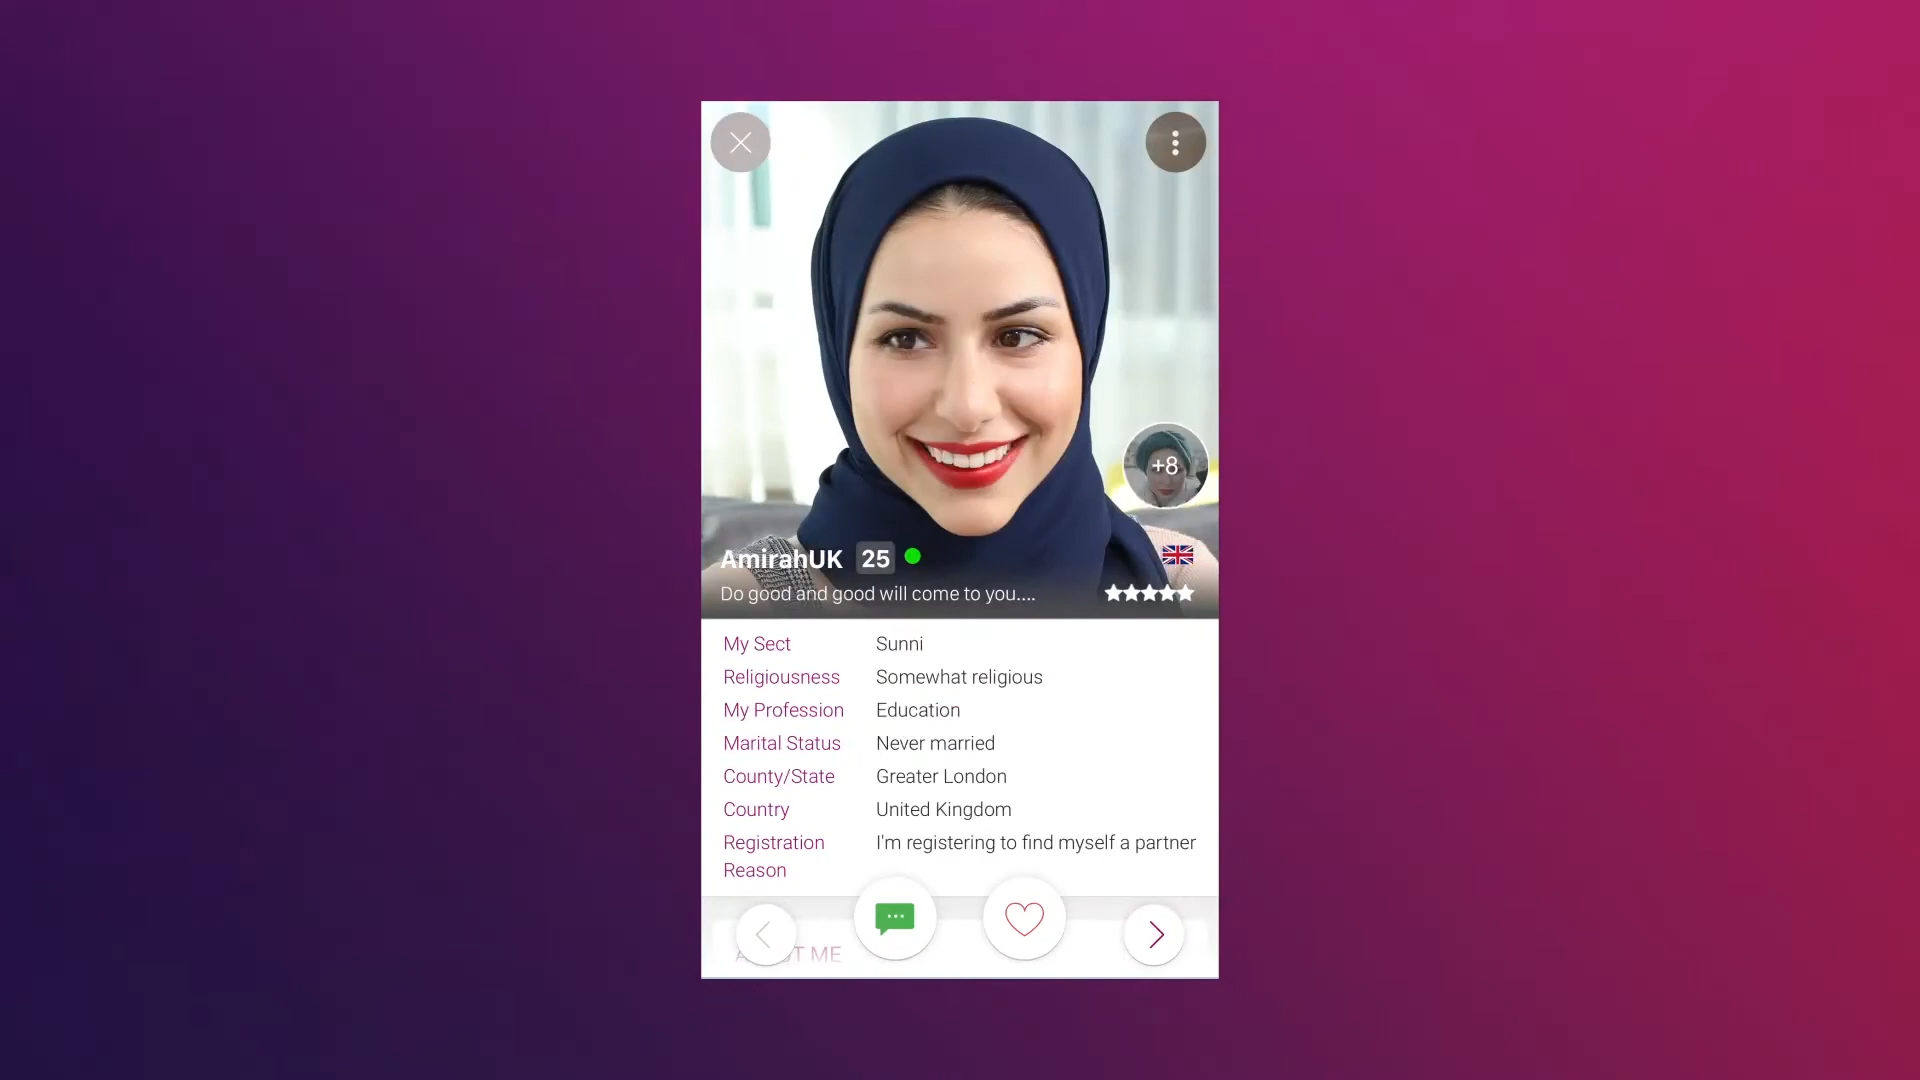 +8
AmirahUK 25
Do good and good will come to you....
My Sect Sunni
Religiousness Somewhat religious
My Profession Education
Marital Status Never married
County/State Greater London
Country United Kingdom
Registration Reason I'm registering to find myself a partner
ME